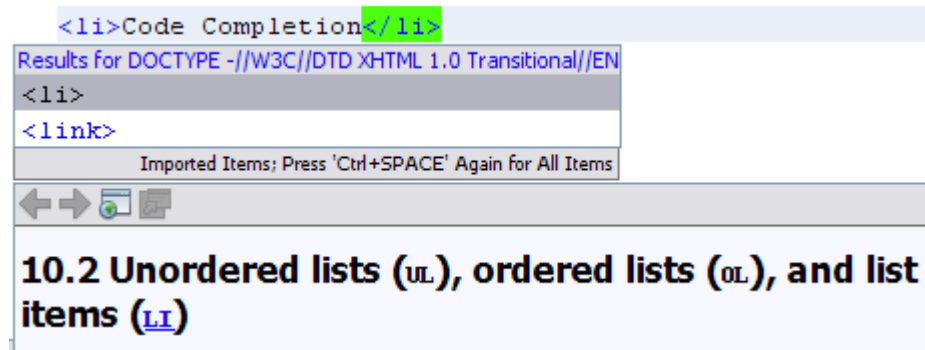 <li>Code Completion</li>
Results for DOCTYPE -//W3C//DTD XHTML 1.0 Transitional//EN
<li>
<link>
Imported Items; Press 'Ctrl+SPACE' Again for All Items
10.2 Unordered lists (UL), ordered lists (OL), and list
items (LI)